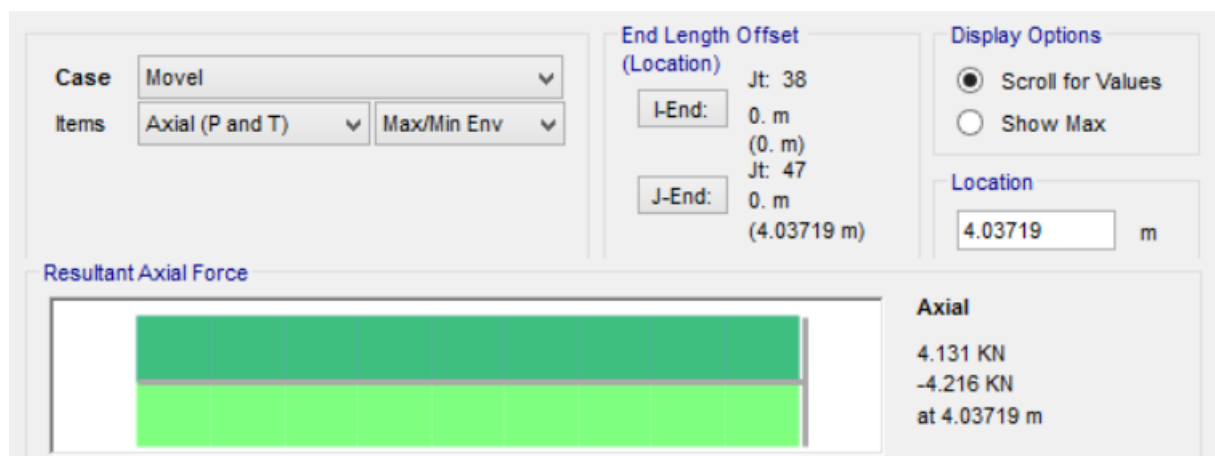 Case
Movel
Items
Axial (P and T)
Max/Min Env
End Length Offset
(Location)
I-End:
Jt: 38
0. m
(0. m)
J-End:
Jt: 47
0. m
(4.03719 m)
Display Options
Scroll for Values
Show Max
Location
4.03719 m
Resultant Axial Force
Axial
4.131 KN
-4.216 KN
at 4.03719 m